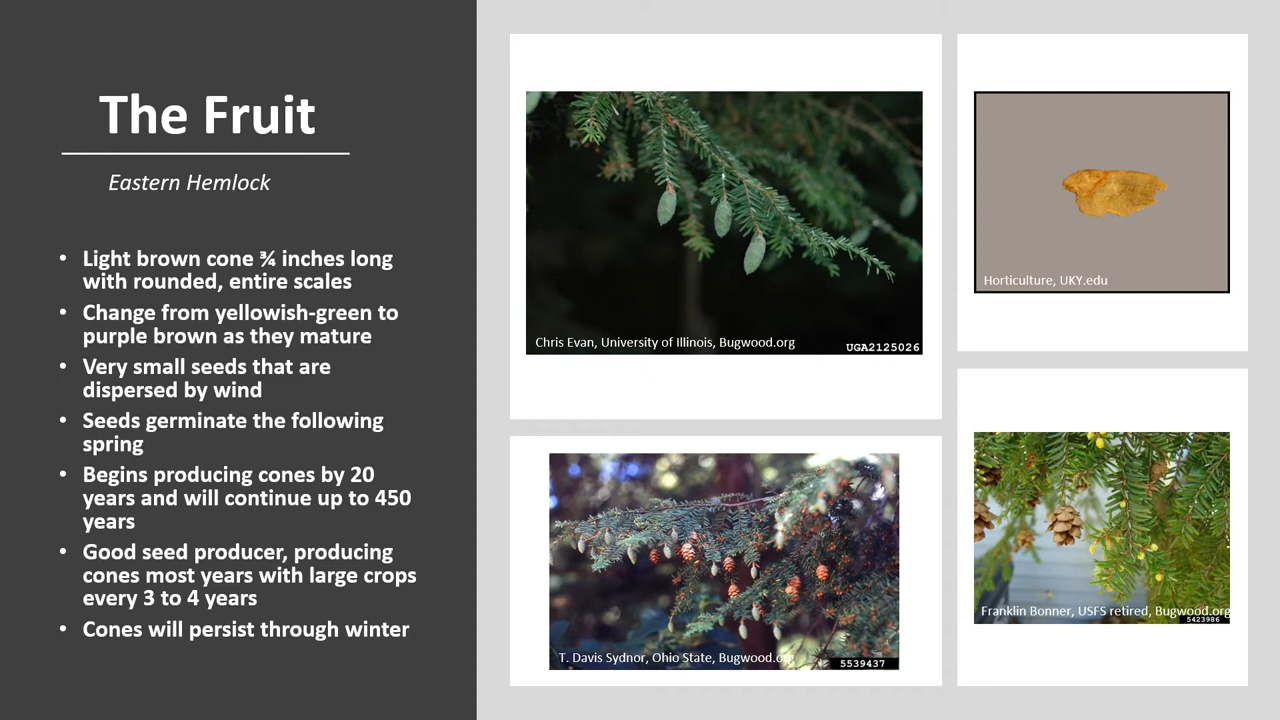 The Fruit
Eastern Hemlock
• Light brown cone ¾ inches long
with rounded, entire scales
• Change from yellowish-green to
purple brown as they mature
• Very small seeds that are
dispersed by wind
• Seeds germinate the following
spring
• Begins producing cones by 20
years and will continue up to 450
years
• Good seed producer, producing
cones most years with large crops
every 3 to 4 years
• Cones will persist through winter
Chris Evan, University of Illinois, Bugwood.org
UGA2125026
Horticulture, UKY.edu
T. Davis Sydnor, Ohio State, Bugwood.org
5539437
Franklin Bonner, USFS retired, Bugwood.org
5423986